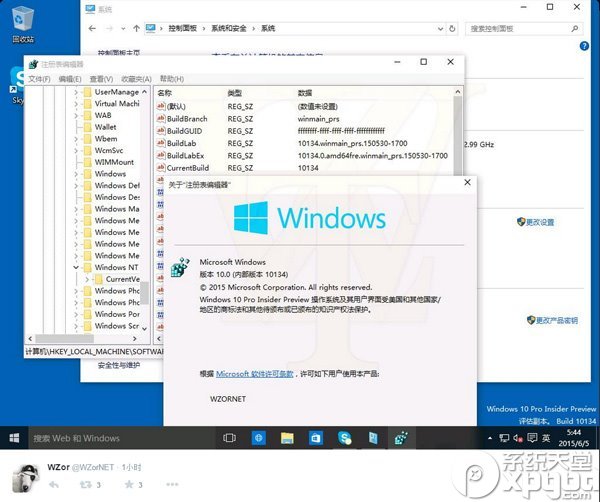 回收站
Sky
系统
控制面板
系统和安全
系统
搜索控制面板
控制面板主页
2.99 GHz
更改设置
更改产品密钥
安全性与维护
注册表编辑器
文件(F) 编辑(E) 查看(V) 收藏夹(A) 帮助(H)
UserManage
Virtual Machi
WAB
Wallet
Wbem
WcmSvc
WIMMount
Windows
Windows Def
Windows Des
Windows Ma
Windows Me
Windows Me
Windows Me
Windows Me
Windows NT
CurrentVe
Windows Pho
Windows Pho
Windows Por
Windows Scr
名称 类型 数据
(默认) REG_SZ (数值未设置)
BuildBranch REG_SZ winmain_prs
BuildGUID REG_SZ ffffffff-ffff-ffff-ffff-ffffffffffff
BuildLab REG_SZ 10134.winmain_prs.150530-1700
BuildLabEx REG_SZ 10134.0.amd64fre.winmain_prs.150530-1700
CurrentBuild REG_SZ 10134
计算机\HKEY_LOCAL_MACHINE\SOFTWAR
关于"注册表编辑器"
Windows
Microsoft Windows
版本 10.0 (内部版本 10134)
© 2015 Microsoft Corporation. All rights reserved.
Windows 10 Pro Insider Preview 操作系统及其用户界面受美国和其他国家/
地区的商标法和其他待颁布或已颁布的知识产权法保护。
根据 Microsoft 软件许可条款，许可如下用户使用本产品:
WZORNET
Windows 10 Pro Insider Preview
评估副本。 Build 10134
搜索 Web 和 Windows
英
5:44
2015/6/5
WZor @WZorNET · 1小时
3
3
系统天堂
xpgod.com